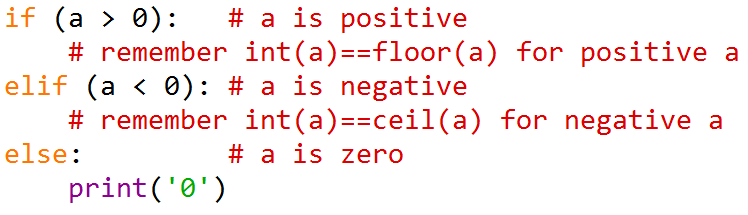 if (a > 0):   # a is positive
    # remember int(a)==floor(a) for positive a
elif (a < 0): # a is negative
    # remember int(a)==ceil(a) for negative a
else:         # a is zero
    print('0')